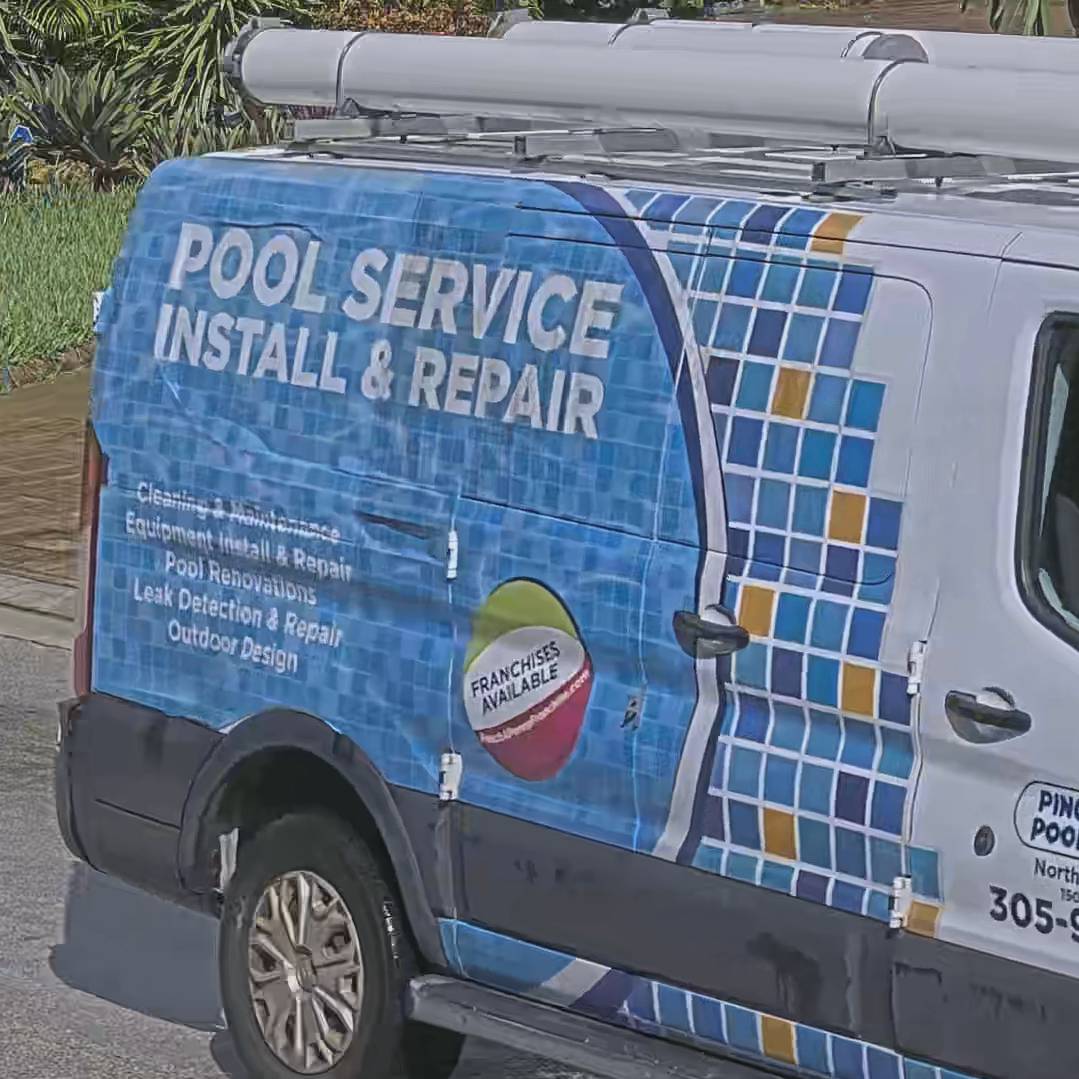 POOL SERVICE
INSTALL & REPAIR
Cleaning & Maintenance
Equipment Install & Repair
Pool Renovations
Leak Detection & Repair
Outdoor Design
FRANCHISES
AVAILABLE
PIN
POO
North
305-9